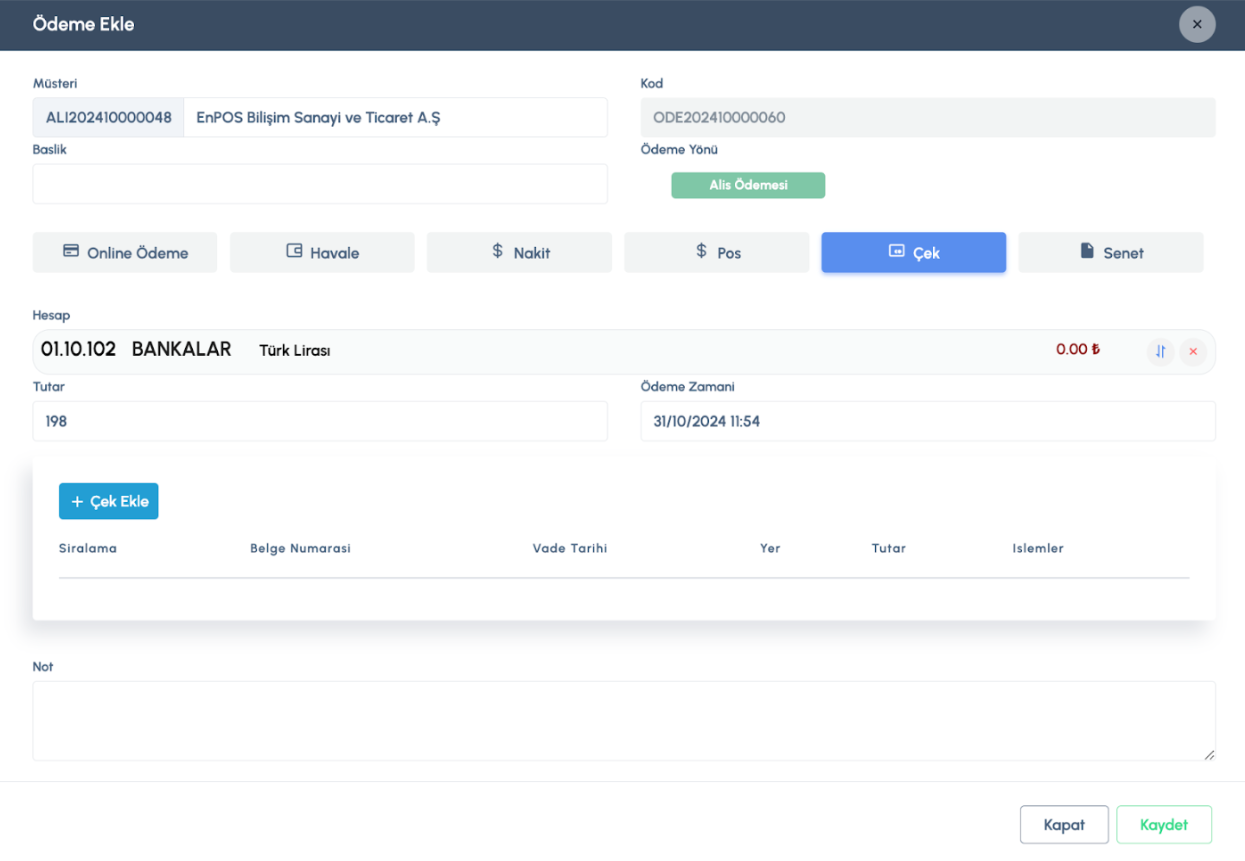 Ödeme Ekle
Müsteri
Kod
ALI202410000048 EnPOS Bilişim Sanayi ve Ticaret A.Ş
ODE202410000060
Baslik
Ödeme Yönü
Alis Ödemesi
Online Ödeme
Havale
$ Nakit
$ Pos
Çek
Senet
Hesap
01.10.102 BANKALAR Türk Lirası 0.00 ₺
Tutar
Ödeme Zamani
198
31/10/2024 11:54
+ Çek Ekle
Siralama Belge Numarasi Vade Tarihi Yer Tutar Islemler
Not
Kapat
Kaydet